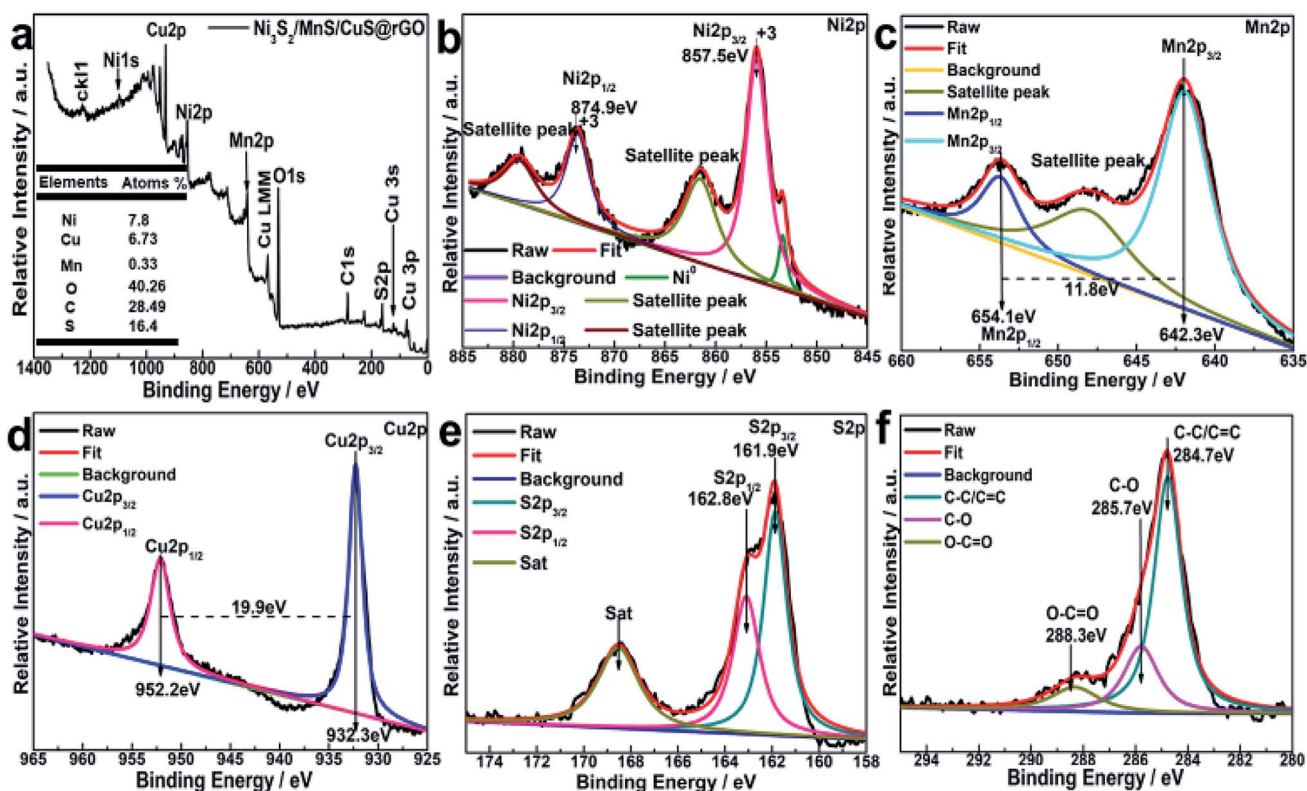 a
Ni₃S₂/MnS/CuS@rGO
Cu2p
ckl1
Ni1s
Ni2p
Mn2p
Cu LMM
O1s
C1s
S2p
Cu 3s
Cu 3p
Elements Atoms %
Ni 7.8
Cu 6.73
Mn 0.33
O 40.26
C 28.49
S 16.4
Relative Intensity / a.u.
1400 1200 1000 800 600 400 200 0
Binding Energy / eV
b
Ni2p
Ni2p₃/₂
+3
857.5eV
Ni2p₁/₂
874.9eV
+3
Satellite peak
Satellite peak
Raw
Fit
Background
Ni⁰
Ni2p₃/₂
Satellite peak
Ni2p₁/₂
Satellite peak
Relative Intensity / a.u.
885 880 875 870 865 860 855 850 845
Binding Energy / eV
c
Mn2p
Raw
Fit
Background
Satellite peak
Mn2p₁/₂
Mn2p₃/₂
Mn2p₃/₂
Satellite peak
11.8eV
654.1eV
Mn2p₁/₂
642.3eV
Relative Intensity / a.u.
660 655 650 645 640 635
Binding Energy / eV
d
Cu2p
Raw
Fit
Background
Cu2p₃/₂
Cu2p₁/₂
Cu2p₃/₂
Cu2p₁/₂
19.9eV
952.2eV
932.3eV
Relative Intensity / a.u.
965 955 945 935 925
Binding Energy / eV
e
S2p
Raw
Fit
Background
S2p₃/₂
S2p₁/₂
Sat
S2p₃/₂
161.9eV
S2p₁/₂
162.8eV
Sat
Relative Intensity / a.u.
174 172 170 168 166 164 162 160 158
Binding Energy / eV
f
Raw
Fit
Background
C-C/C=C
C-O
O-C=O
C-C/C=C
284.7eV
C-O
285.7eV
O-C=O
288.3eV
Relative Intensity / a.u.
295 290 288 286 284 282 280
Binding Energy / eV